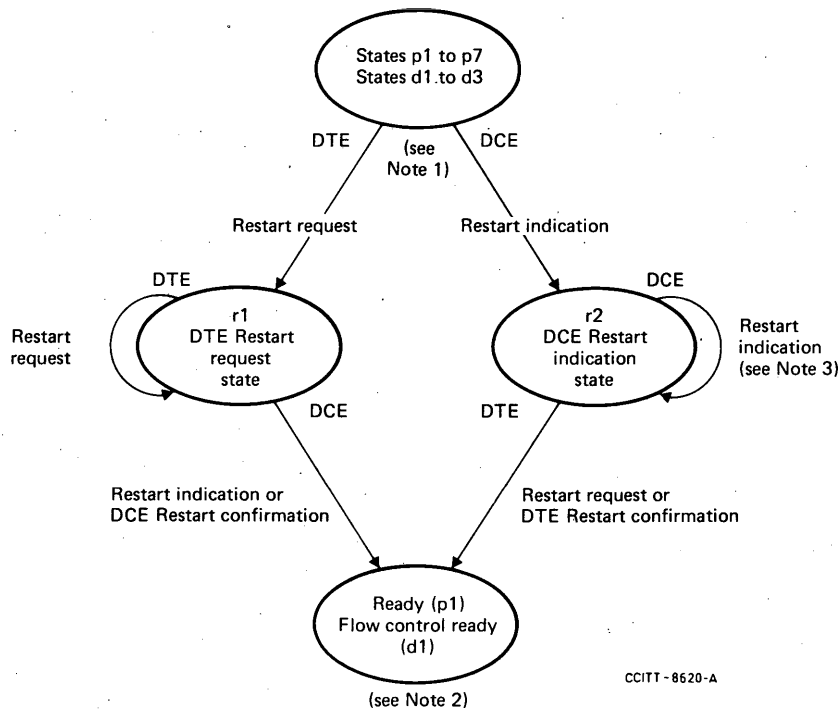 States p1 to p7
States d1 to d3
DTE
DCE
(see
Note 1)
Restart request
Restart indication
DTE
DCE
Restart
request
r1
DTE Restart
request
state
r2
DCE Restart
indication
state
Restart
indication
(see Note 3)
DCE
DTE
Restart indication or
DCE Restart confirmation
Restart request or
DTE Restart confirmation
Ready (p1)
Flow control ready
(d1)
(see Note 2)
CCITT-8620-A